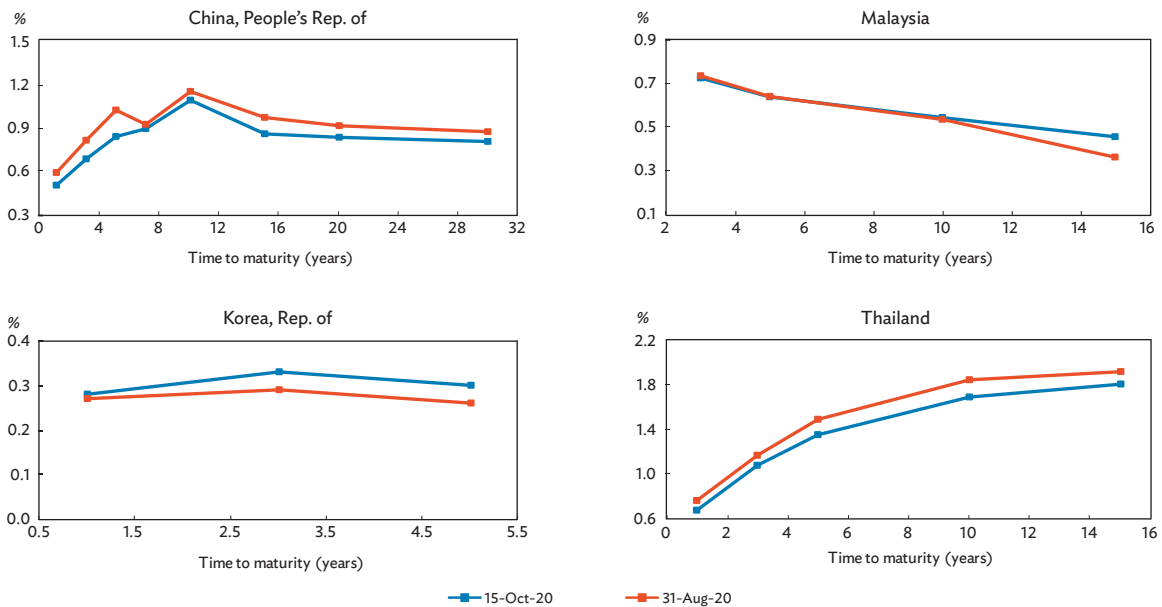 China, People's Rep. of
%
1.5
1.2
0.9
0.6
0.3
0 4 8 12 16 20 24 28 32
Time to maturity (years)
Malaysia
%
0.9
0.7
0.5
0.3
0.1
2 4 6 8 10 12 14 16
Time to maturity (years)
Korea, Rep. of
%
0.4
0.3
0.2
0.1
0.0
0.5 1.5 2.5 3.5 4.5 5.5
Time to maturity (years)
Thailand
%
2.2
1.8
1.4
1.0
0.6
0 2 4 6 8 10 12 14 16
Time to maturity (years)
15-Oct-20 31-Aug-20